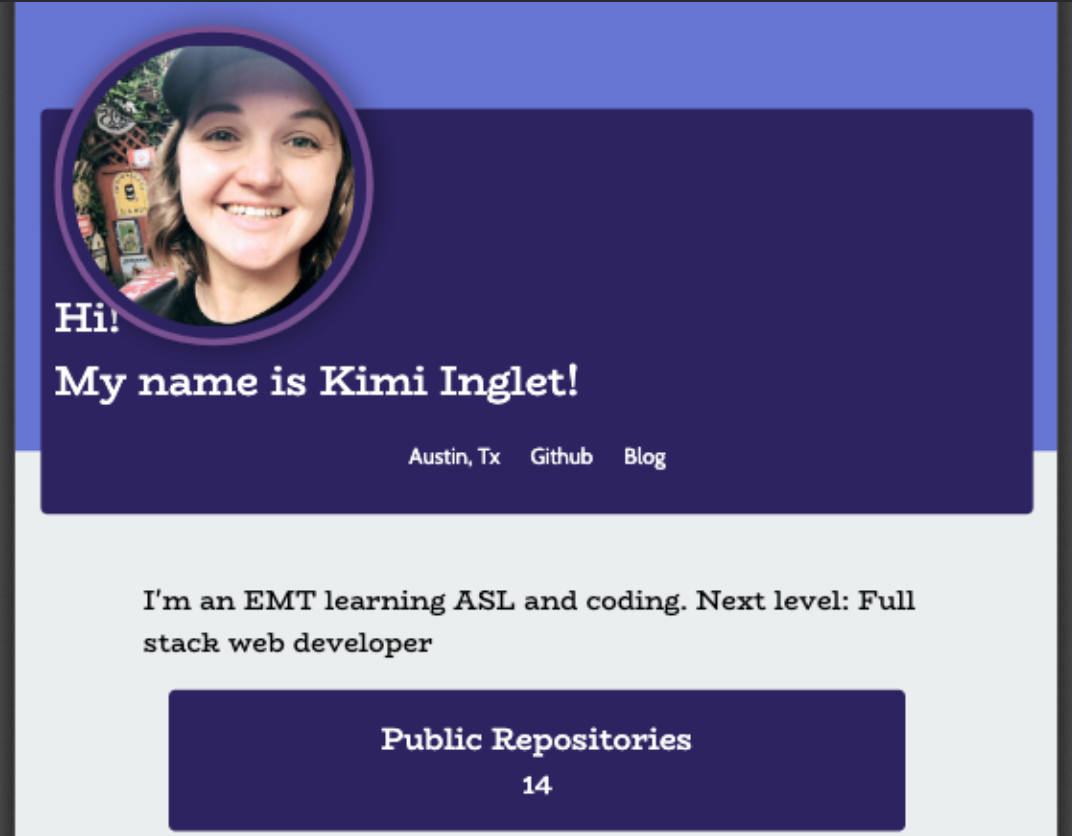 Hi!
My name is Kimi Inglet!
Austin, Tx Github Blog
I'm an EMT learning ASL and coding. Next level: Full
stack web developer
Public Repositories
14